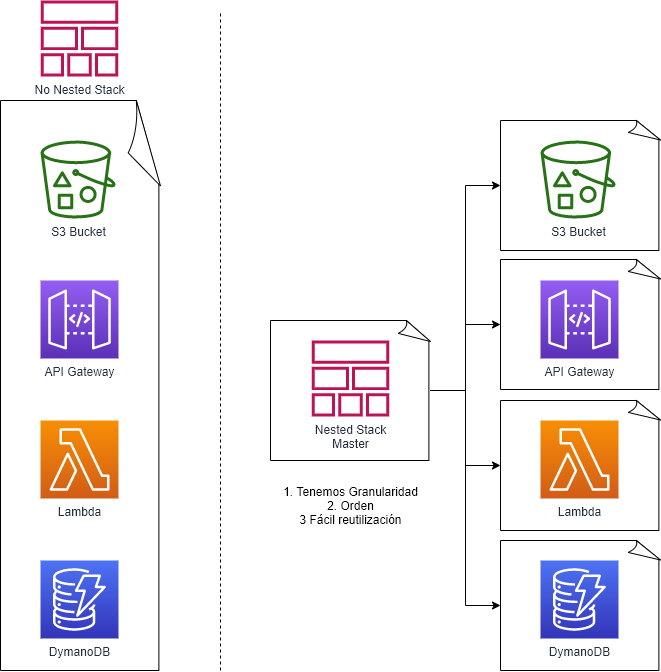 No Nested Stack
S3 Bucket
API Gateway
</>
Lambda
DymanoDB
Nested Stack
Master
1. Tenemos Granularidad
2. Orden
3 Fácil reutilización
S3 Bucket
API Gateway
</>
Lambda
DymanoDB